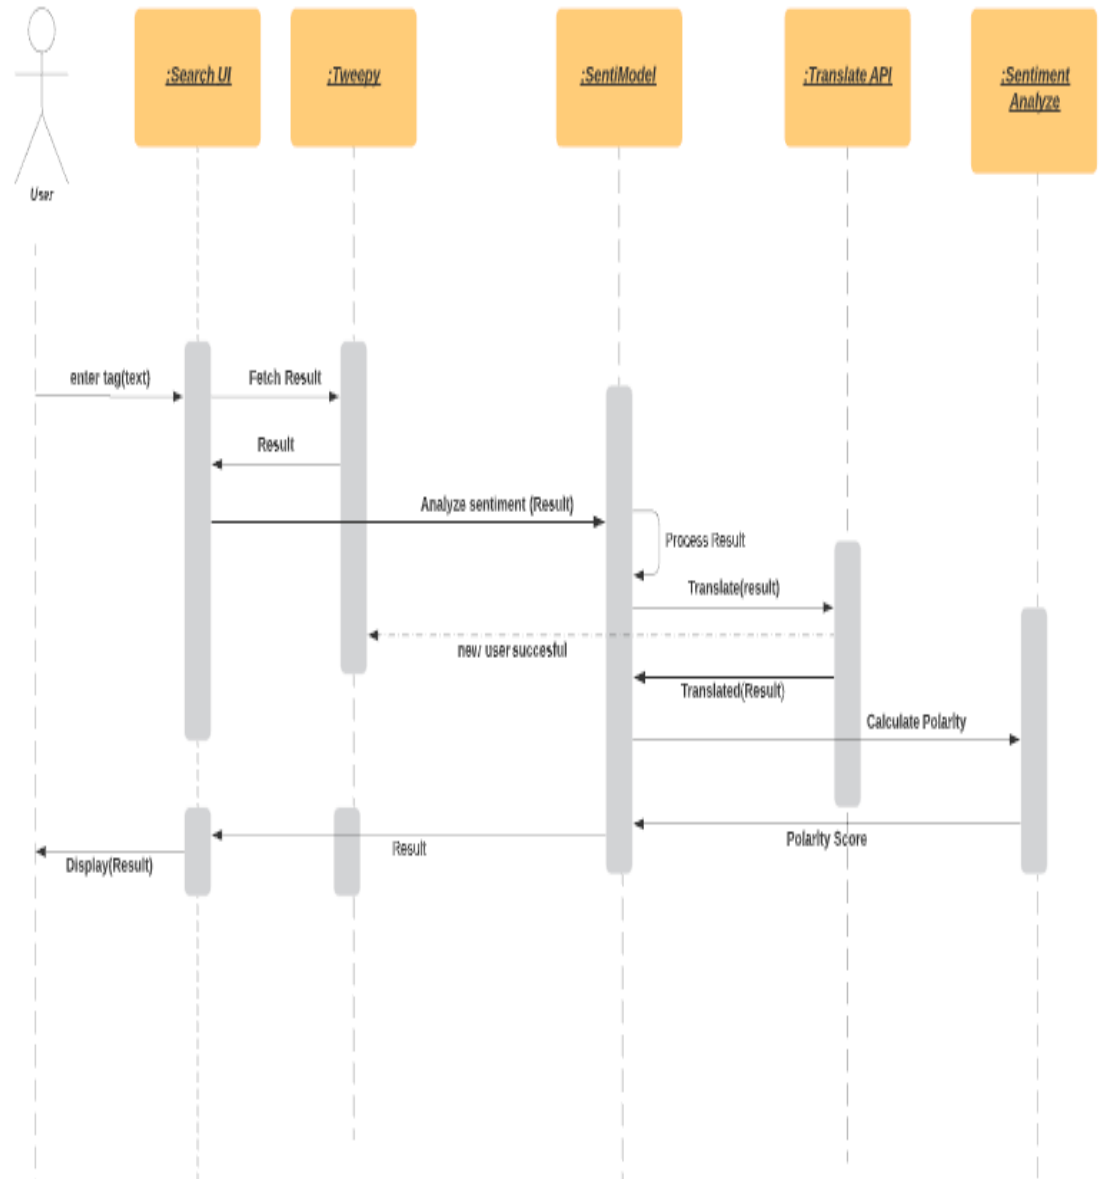 :Search UI
:Tweepy
:SentiModel
:Translate API
:Sentiment
Analyze
User
enter tag(text)
Fetch Result
Result
Analyze sentiment (Result)
Process Result
Translate(result)
new user succesful
Translated(Result)
Calculate Polarity
Polarity Score
Result
Display(Result)